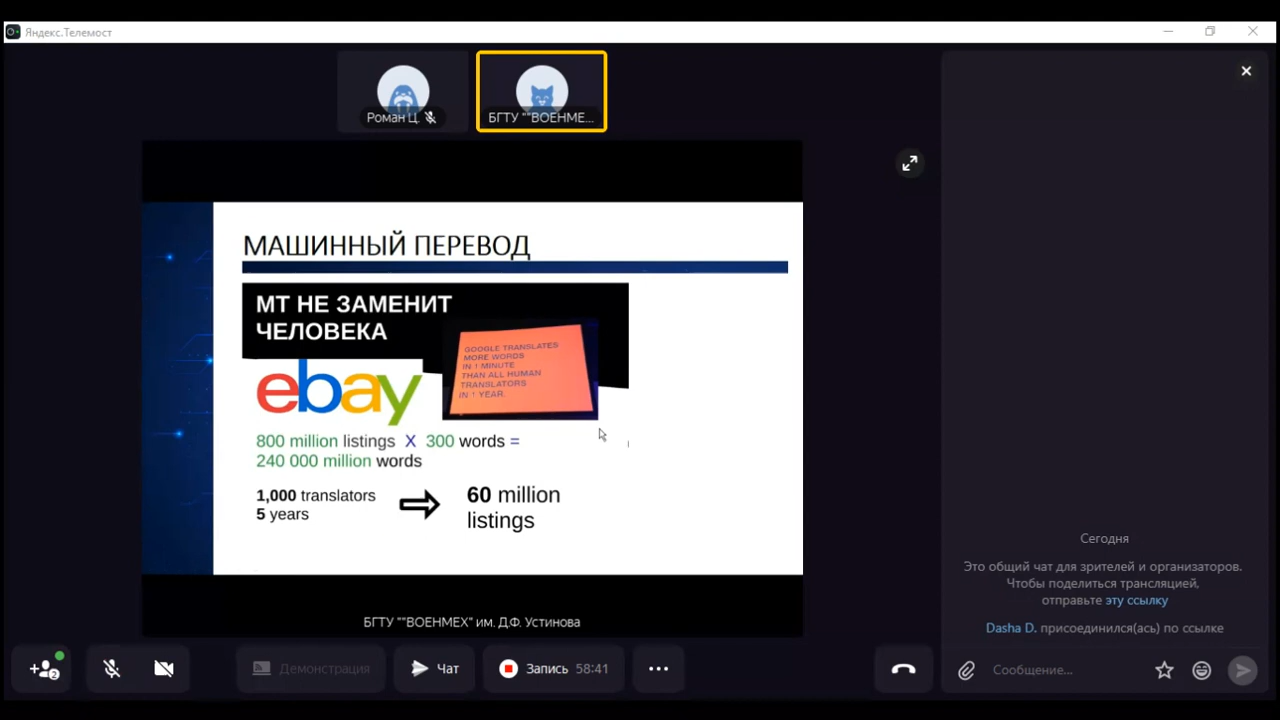 Яндекс.Телемост
Роман Ц.
БГТУ ""ВОЕНМЕ...
МАШИННЫЙ ПЕРЕВОД
МТ НЕ ЗАМЕНИТ
ЧЕЛОВЕКА
GOOGLE TRANSLATES
MORE WORDS
IN 1 MINUTE
THAN ALL HUMAN
TRANSLATORS
IN 1 YEAR.
ebay
800 million listings X 300 words =
240 000 million words
1,000 translators
5 years
60 million
listings
БГТУ ""ВОЕНМЕХ" им. Д.Ф. Устинова
Сегодня
Это общий чат для зрителей и организаторов.
Чтобы поделиться трансляцией,
отправьте эту ссылку
Dasha D. присоединился(ась) по ссылке
2
Демонстрация
Чат
Запись 58:41
Сообщение...